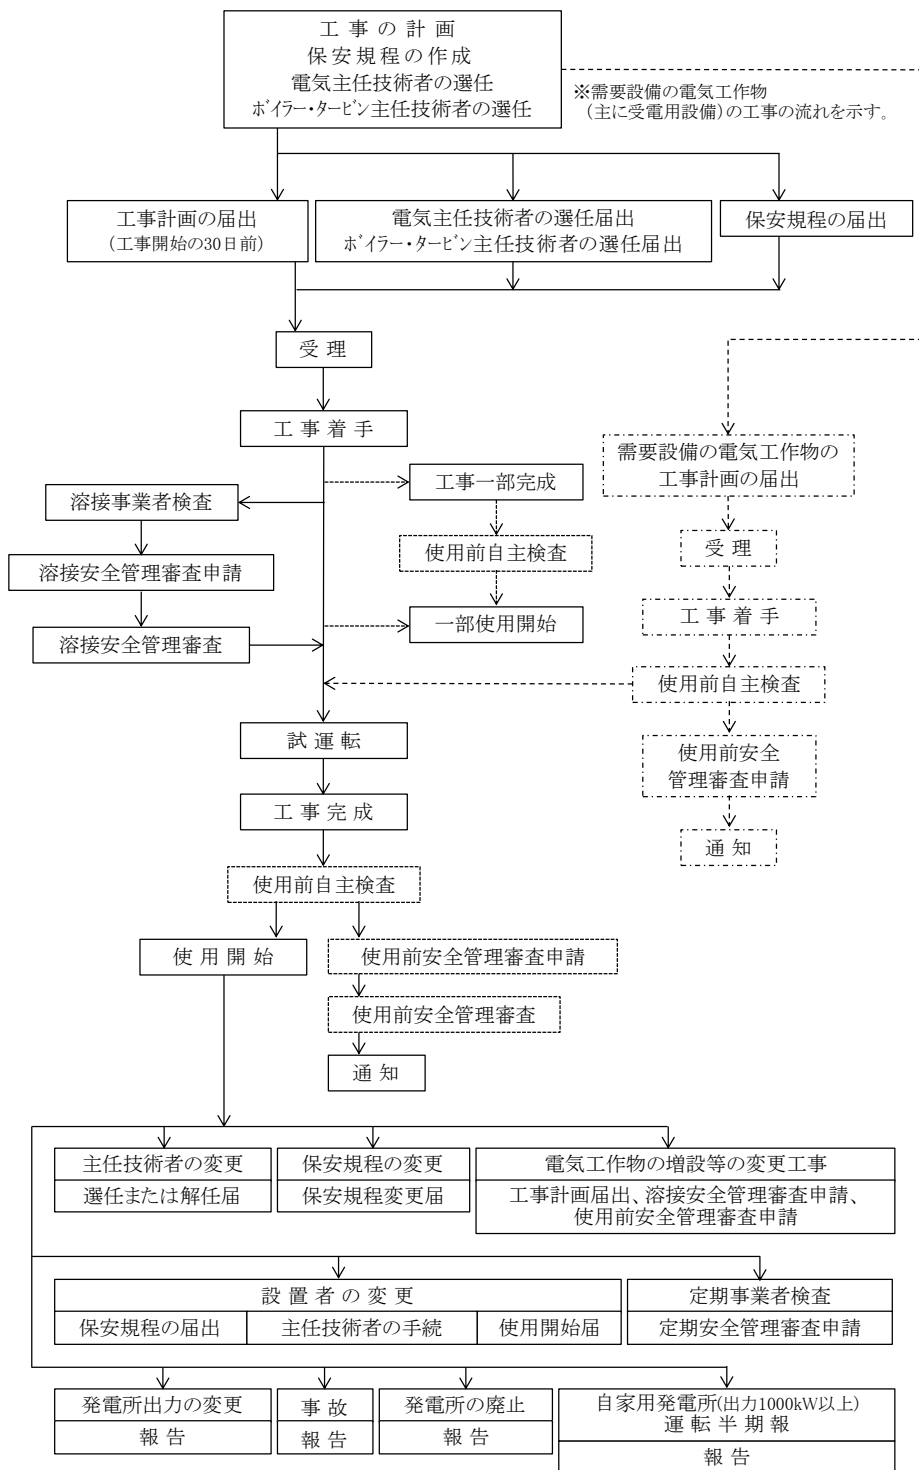 工事の計画
保安規程の作成
電気主任技術者の選任
ボイラー・タービン主任技術者の選任
※需要設備の電気工作物
(主に受電用設備)の工事の流れを示す。
工事計画の届出
(工事開始の30日前)
電気主任技術者の選任届出
ボイラー・タービン主任技術者の選任届出
保安規程の届出
受理
工事着手
溶接事業者検査
溶接安全管理審査申請
溶接安全管理審査
工事一部完成
使用前自主検査
一部使用開始
需要設備の電気工作物の
工事計画の届出
受理
工事着手
使用前自主検査
使用前安全
管理審査申請
通知
試運転
工事完成
使用前自主検査
使用開始
使用前安全管理審査申請
使用前安全管理審査
通知
主任技術者の変更
選任または解任届
保安規程の変更
保安規程変更届
電気工作物の増設等の変更工事
工事計画届出、溶接安全管理審査申請、
使用前安全管理審査申請
設置者の変更
保安規程の届出
主任技術者の手続
使用開始届
定期事業者検査
定期安全管理審査申請
発電所出力の変更
報告
事故
報告
発電所の廃止
報告
自家用発電所(出力1000kW以上)
運転半期報
報告